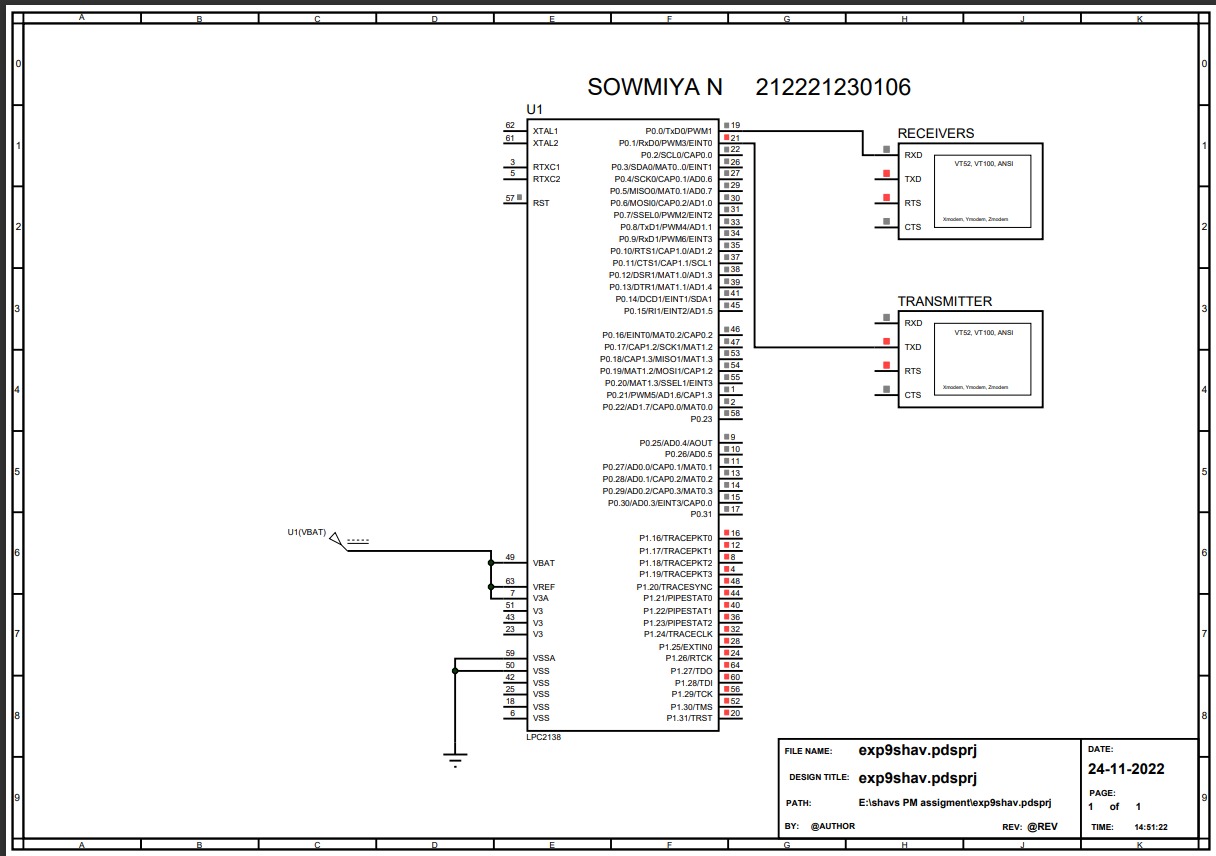 A B C D E F G H J K
SOWMIYA N 212221230106
U1
62 XTAL1
61 XTAL2
3 RTXC1
5 RTXC2
57 RST
49 VBAT
63 VREF
7 V3A
51 V3
43 V3
23 V3
59 VSSA
50 VSS
42 VSS
25 VSS
18 VSS
6 VSS
P0.0/TxD0/PWM1 19
P0.1/RxD0/PWM3/EINT0 21
P0.2/SCL0/CAP0.0 22
P0.3/SDA0/MAT0..0/EINT1 26
P0.4/SCK0/CAP0.1/AD0.6 27
P0.5/MISO0/MAT0.1/AD0.7 29
P0.6/MOSI0/CAP0.2/AD1.0 30
P0.7/SSEL0/PWM2/EINT2 31
P0.8/TxD1/PWM4/AD1.1 33
P0.9/RxD1/PWM6/EINT3 34
P0.10/RTS1/CAP1.0/AD1.2 35
P0.11/CTS1/CAP1.1/SCL1 37
P0.12/DSR1/MAT1.0/AD1.3 38
P0.13/DTR1/MAT1.1/AD1.4 39
P0.14/DCD1/EINT1/SDA1 41
P0.15/RI1/EINT2/AD1.5 45
P0.16/EINT0/MAT0.2/CAP0.2 46
P0.17/CAP1.2/SCK1/MAT1.2 47
P0.18/CAP1.3/MISO1/MAT1.3 53
P0.19/MAT1.2/MOSI1/CAP1.2 54
P0.20/MAT1.3/SSEL1/EINT3 55
P0.21/PWM5/AD1.6/CAP1.3 1
P0.22/AD1.7/CAP0.0/MAT0.0 2
P0.23 58
P0.25/AD0.4/AOUT 9
P0.26/AD0.5 10
P0.27/AD0.0/CAP0.1/MAT0.1 11
P0.28/AD0.1/CAP0.2/MAT0.2 13
P0.29/AD0.2/CAP0.3/MAT0.3 14
P0.30/AD0.3/EINT3/CAP0.0 15
P0.31 17
P1.16/TRACEPKT0 16
P1.17/TRACEPKT1 12
P1.18/TRACEPKT2 8
P1.19/TRACEPKT3 4
P1.20/TRACESYNC 48
P1.21/PIPESTAT0 44
P1.22/PIPESTAT1 40
P1.23/PIPESTAT2 36
P1.24/TRACECLK 32
P1.25/EXTIN0 28
P1.26/RTCK 24
P1.27/TDO 64
P1.28/TDI 60
P1.29/TCK 56
P1.30/TMS 52
P1.31/TRST 20
LPC2138
U1(VBAT)
RECEIVERS
RXD
TXD
RTS
CTS
VT52, VT100, ANSI
Xmodem, Ymodem, Zmodem
TRANSMITTER
RXD
TXD
RTS
CTS
VT52, VT100, ANSI
Xmodem, Ymodem, Zmodem
0 0
1 1
2 2
3 3
4 4
5 5
6 6
7 7
8 8
9 9
FILE NAME: exp9shav.pdsprj
DESIGN TITLE: exp9shav.pdsprj
PATH: E:\shavs PM assigment\exp9shav.pdsprj
BY: @AUTHOR REV: @REV
DATE:
24-11-2022
PAGE:
1 of 1
TIME: 14:51:22
A B C D E F G H J K